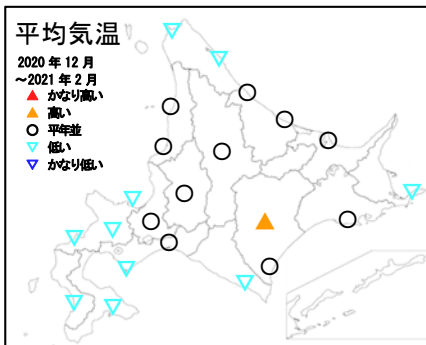 平均気温
2020 年 12 月
～2021 年 2 月
かなり高い
高い
平年並
低い
かなり低い